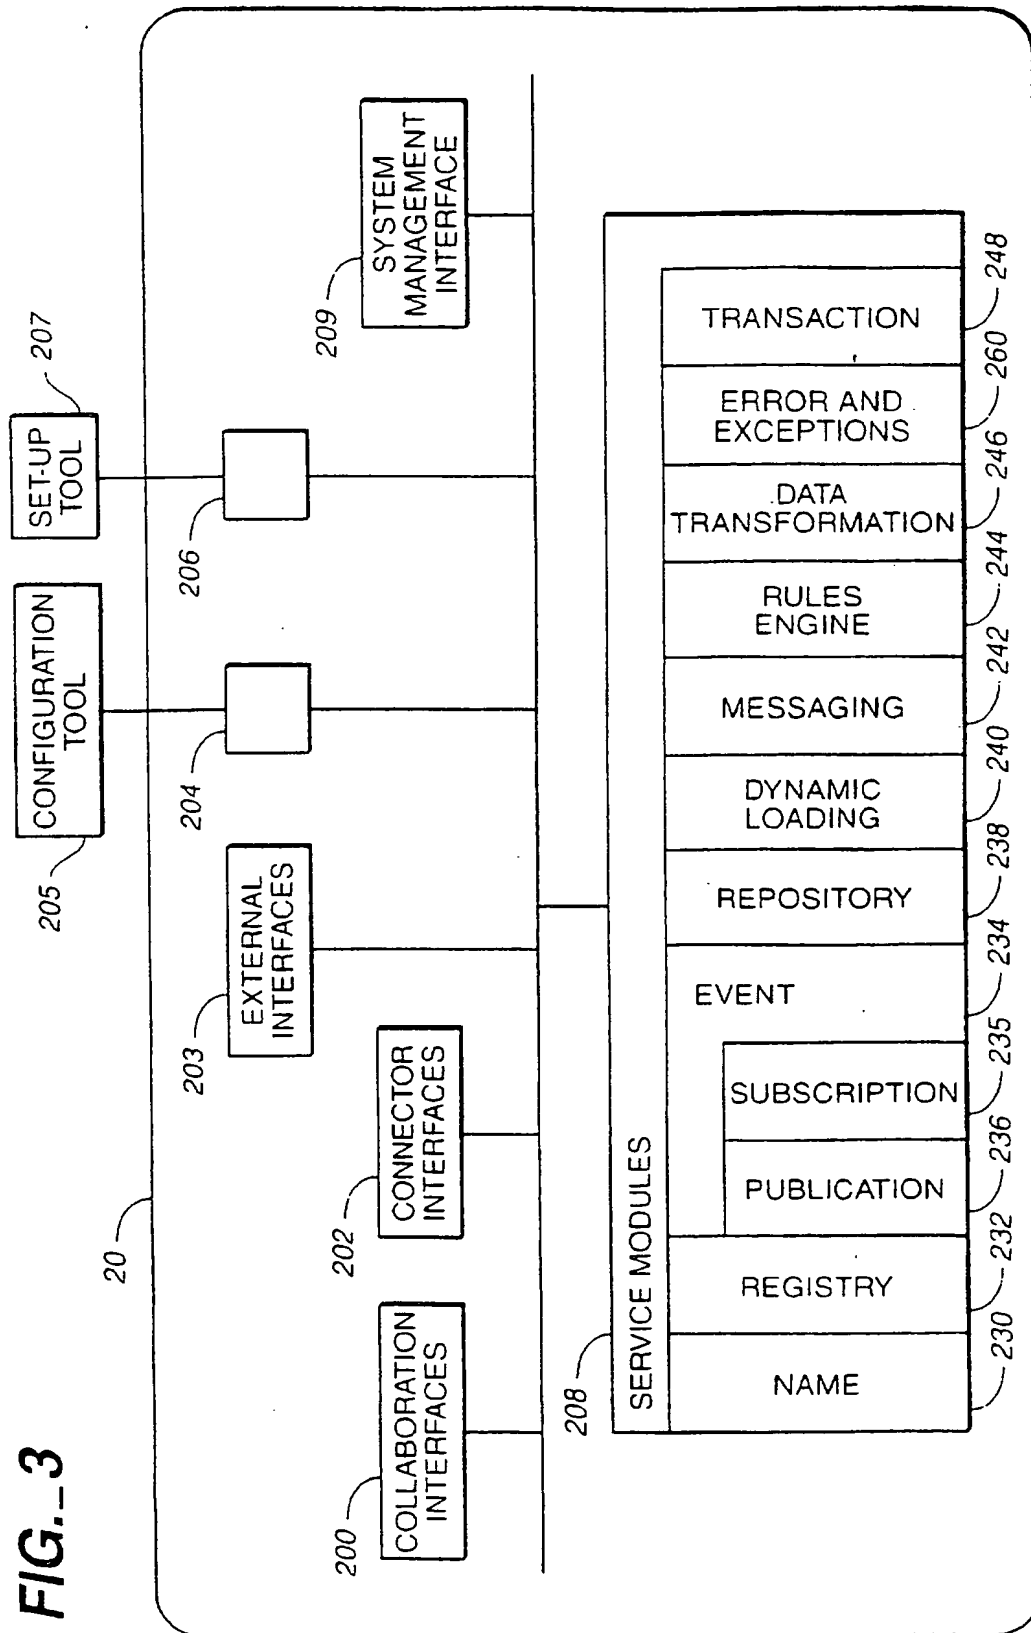 FIG._3
SET-UP
TOOL
207
CONFIGURATION
TOOL
205
20
206
204
EXTERNAL
INTERFACES
203
SYSTEM
MANAGEMENT
INTERFACE
209
CONNECTOR
INTERFACES
202
COLLABORATION
INTERFACES
200
208
SERVICE MODULES
NAME
REGISTRY
PUBLICATION
SUBSCRIPTION
EVENT
REPOSITORY
DYNAMIC
LOADING
MESSAGING
RULES
ENGINE
DATA
TRANSFORMATION
ERROR AND
EXCEPTIONS
TRANSACTION
230
232
236
235
234
238
240
242
244
246
260
248